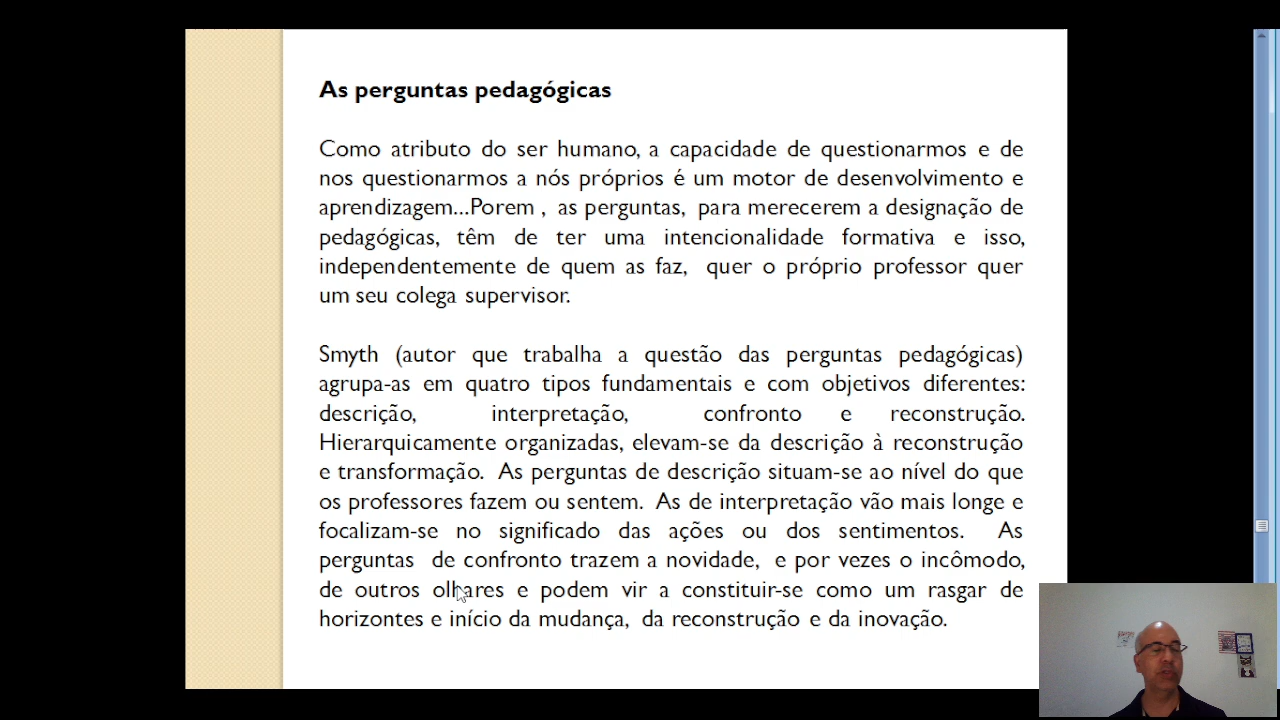 As perguntas pedagógicas
Como atributo do ser humano, a capacidade de questionarmos e de
nos questionarmos a nós próprios é um motor de desenvolvimento e
aprendizagem...Porem , as perguntas, para merecerem a designação de
pedagógicas, têm de ter uma intencionalidade formativa e isso,
independentemente de quem as faz, quer o próprio professor quer
um seu colega supervisor.
Smyth (autor que trabalha a questão das perguntas pedagógicas)
agrupa-as em quatro tipos fundamentais e com objetivos diferentes:
descrição, interpretação, confronto e reconstrução.
Hierarquicamente organizadas, elevam-se da descrição à reconstrução
e transformação. As perguntas de descrição situam-se ao nível do que
os professores fazem ou sentem. As de interpretação vão mais longe e
focalizam-se no significado das ações ou dos sentimentos. As
perguntas de confronto trazem a novidade, e por vezes o incômodo,
de outros olhares e podem vir a constituir-se como um rasgar de
horizontes e início da mudança, da reconstrução e da inovação.